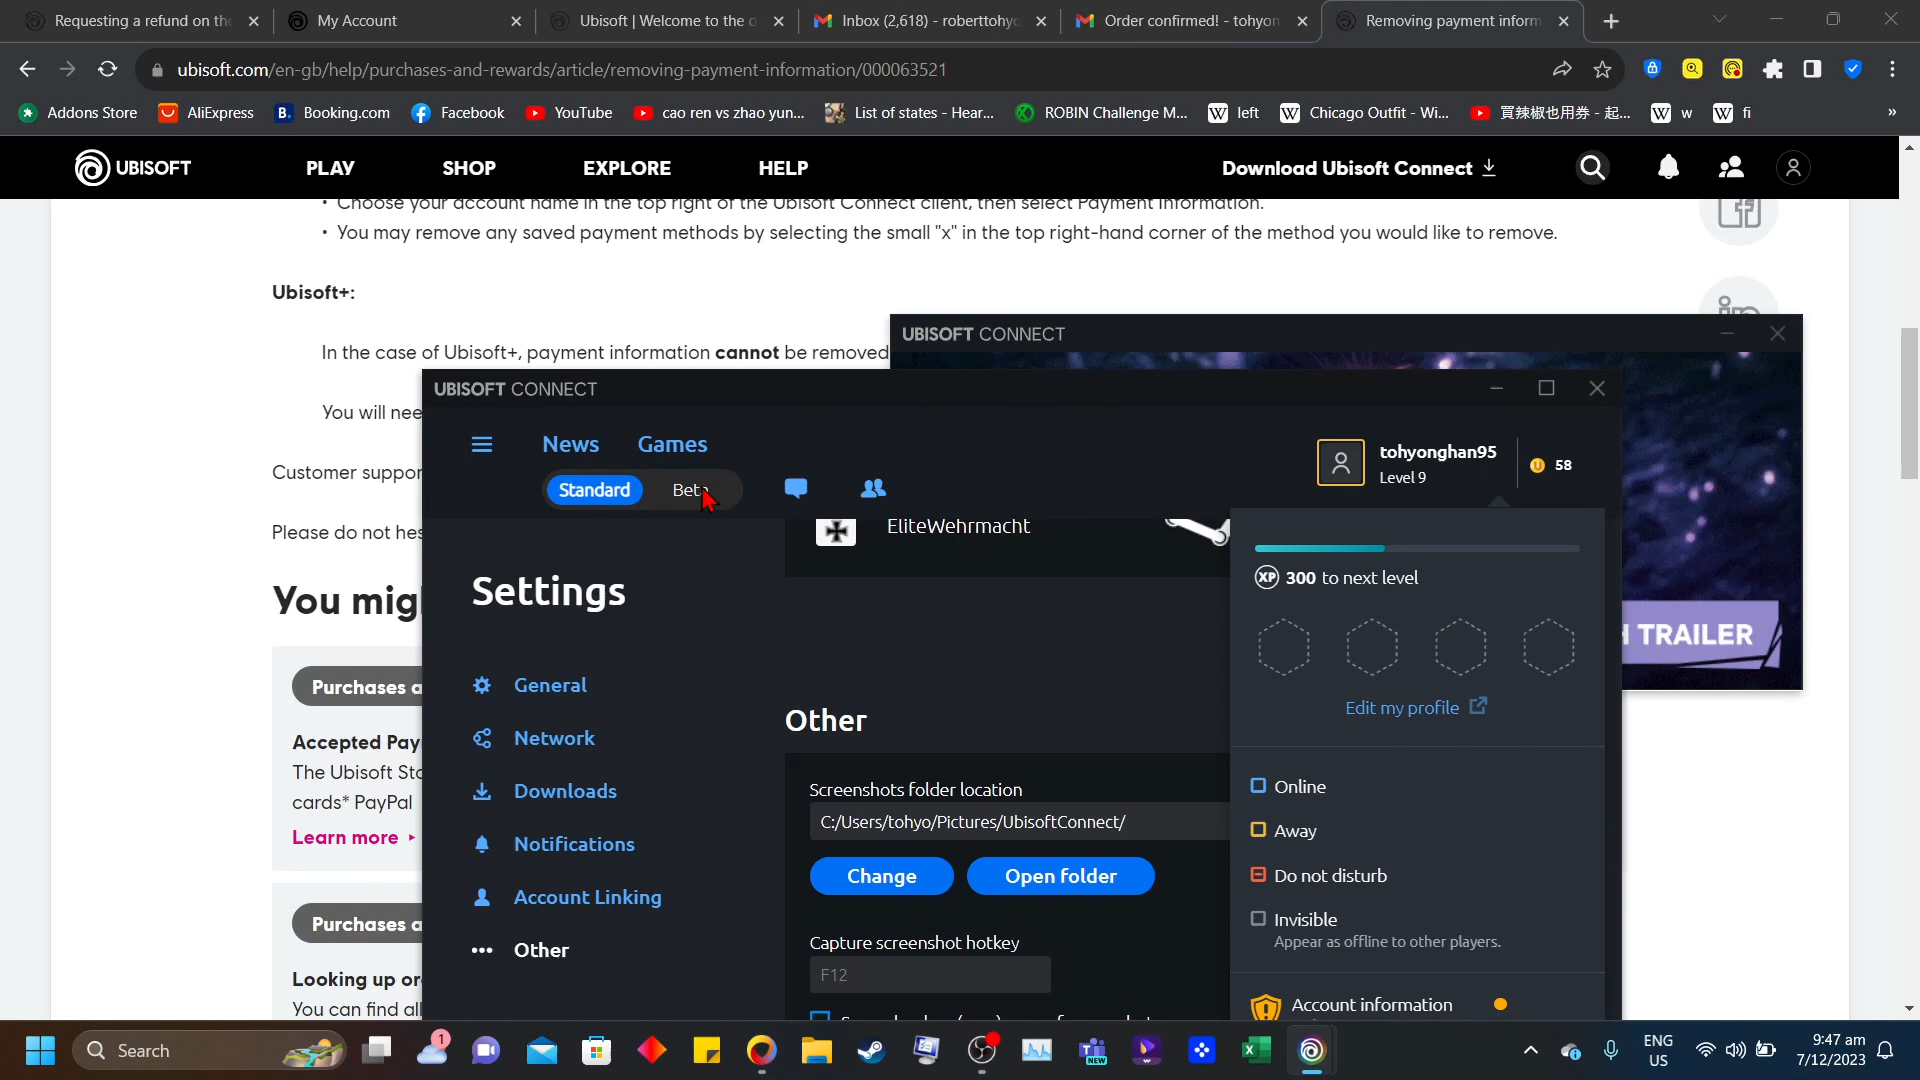 Requesting a refund on the
My Account
Ubisoft | Welcome to the o
Inbox (2,618) - roberttohyo
Order confirmed! - tohyon
Removing payment inform
ubisoft.com/en-gb/help/purchases-and-rewards/article/removing-payment-information/000063521
Addons Store
AliExpress
B. Booking.com
Facebook
YouTube
cao ren vs zhao yun...
List of states - Hear...
ROBIN Challenge M...
W left
W Chicago Outfit - Wi...
買辣椒也用券 - 起...
W w
W fi
»
UBISOFT
PLAY
SHOP
EXPLORE
HELP
Download Ubisoft Connect
• Choose your account name in the top right of the Ubisoft Connect client, then select Payment Information.
• You may remove any saved payment methods by selecting the small "x" in the top right-hand corner of the method you would like to remove.
Ubisoft+:
In the case of Ubisoft+, payment information cannot be removed
You will nee
Customer suppor
Please do not hes
You mig
Purchases a
Accepted Pay
The Ubisoft Sto
cards* PayPal
Learn more
Purchases a
Looking up or
You can find all
UBISOFT CONNECT
TRAILER
UBISOFT CONNECT
News
Games
tohyonghan95
Level 9
58
Standard
Beta
EliteWehrmacht
Settings
General
Network
Downloads
Notifications
Account Linking
Other
Other
Screenshots folder location
C:/Users/tohyo/Pictures/UbisoftConnect/
Change
Open folder
Capture screenshot hotkey
F12
XP 300 to next level
Edit my profile
Online
Away
Do not disturb
Invisible
Appear as offline to other players.
Account information
Search
1
NEW
ENG
US
9:47 am
7/12/2023